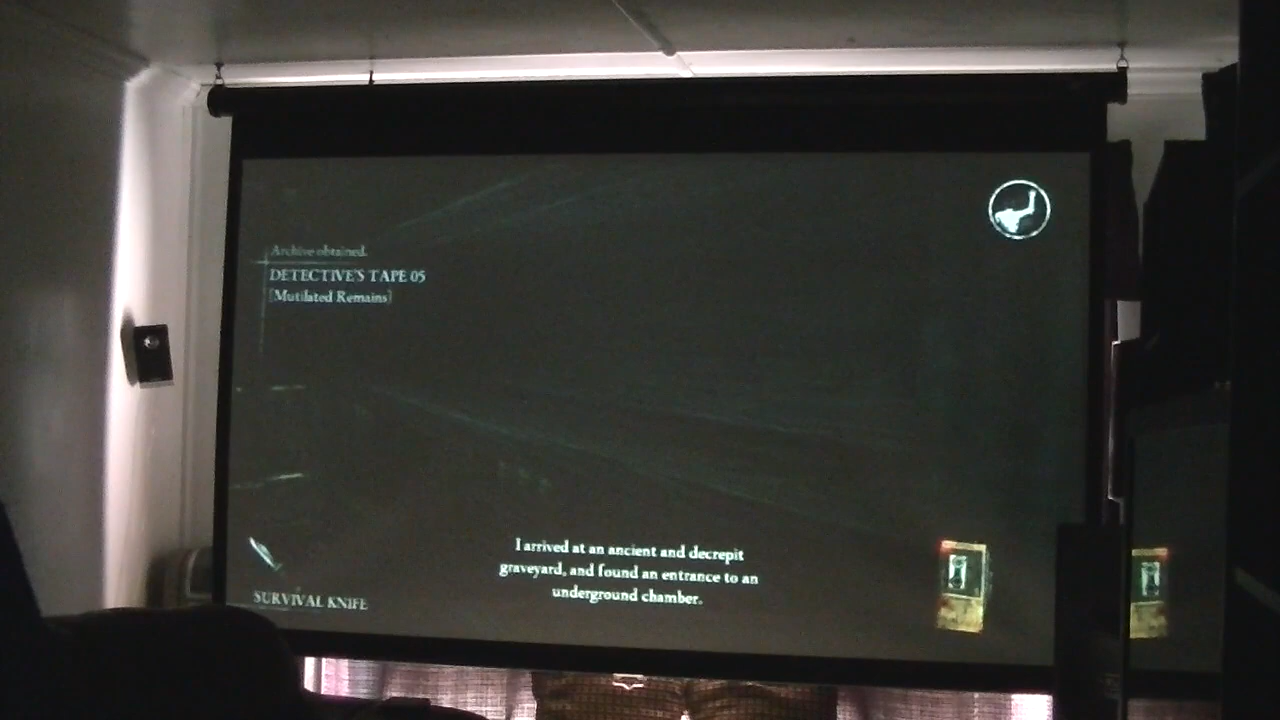 Archive obtained.
DETECTIVE'S TAPE 05
[Mutilated Remains]
I arrived at an ancient and decrepit
graveyard, and found an entrance to an
underground chamber.
SURVIVAL KNIFE